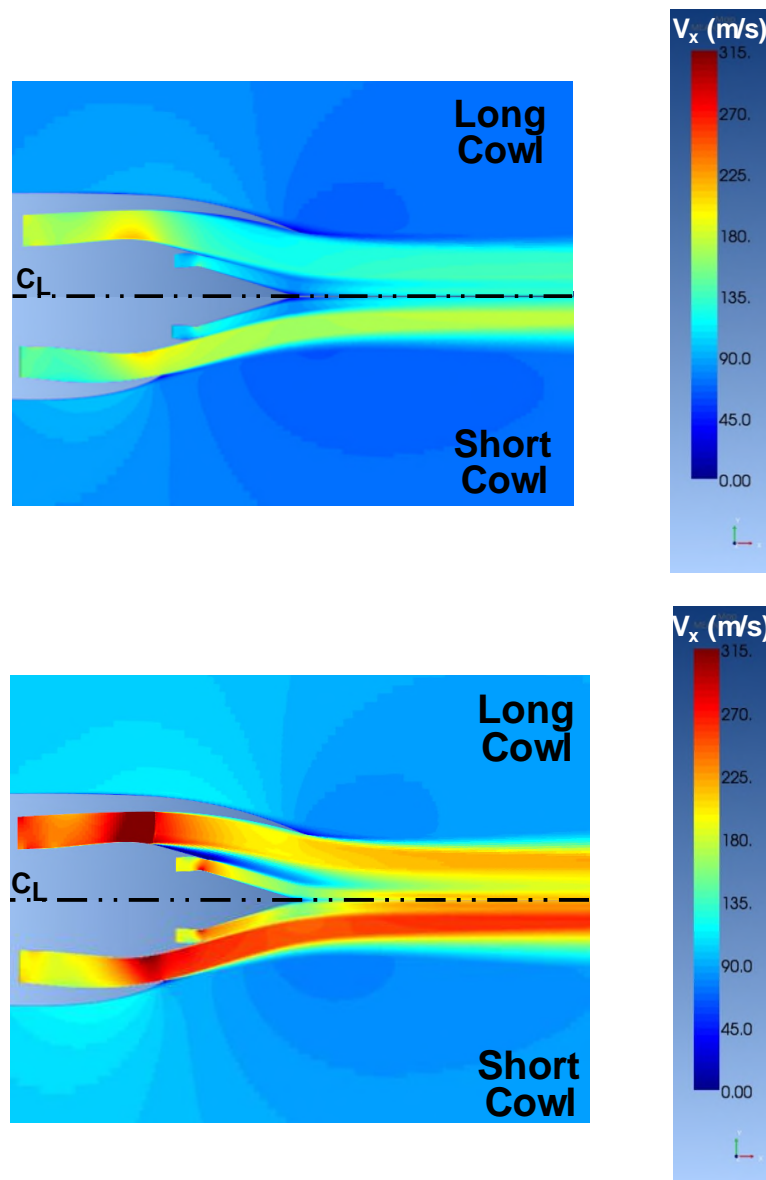 Vx (m/s)
315.
270.
225.
180.
135.
90.0
45.0
0.00
Long
Cowl
CL
Short
Cowl
Vx (m/s)
315.
270.
225.
180.
135.
90.0
45.0
0.00
Long
Cowl
CL
Short
Cowl